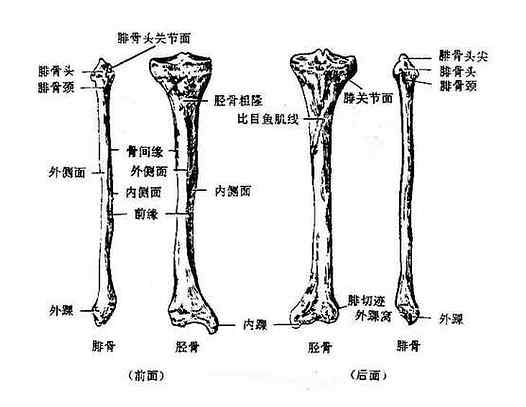 腓骨头关节面
腓骨头
腓骨颈
胫骨粗隆
骨间缘
外侧面
外侧面
内侧面
内侧面
前缘
外踝
内踝
腓骨
胫骨
(前面)
腓骨头尖
腓骨头
腓骨颈
膝关节面
比目鱼肌线
腓切迹
外踝窝
外踝
胫骨
腓骨
(后面)